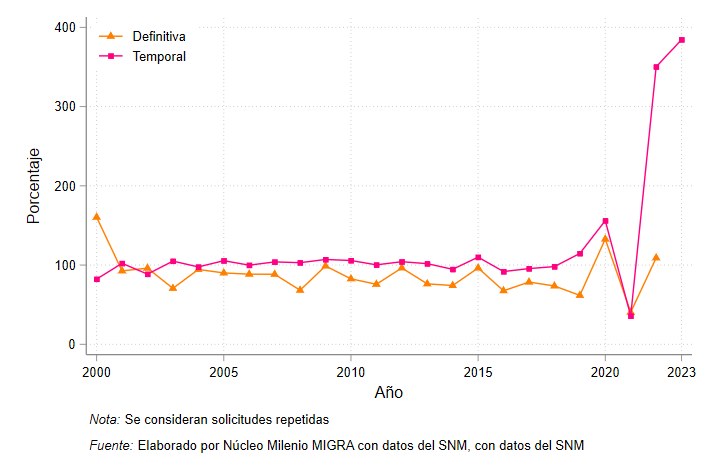 400
300
200
100
0
Porcentaje
Definitiva
Temporal
2000
2005
2010
2015
2020
2023
Año
Nota: Se consideran solicitudes repetidas
Fuente: Elaborado por Núcleo Milenio MIGRA con datos del SNM, con datos del SNM